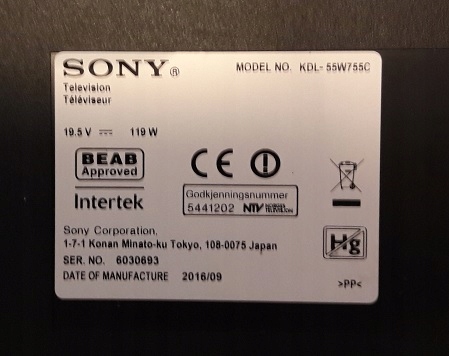 SONY®
MODEL NO. KDL-55W755C
Television
Téléviseur
19.5 V ⎓ 119 W
BEAB
Approved
CE
Intertek
Godkjenningsnummer
5441202 NTV NORGES TELEVISJON
Sony Corporation,
1-7-1 Konan Minato-ku Tokyo, 108-0075 Japan
Hg
SER. NO. 6030693
DATE OF MANUFACTURE 2016/09
>PP<